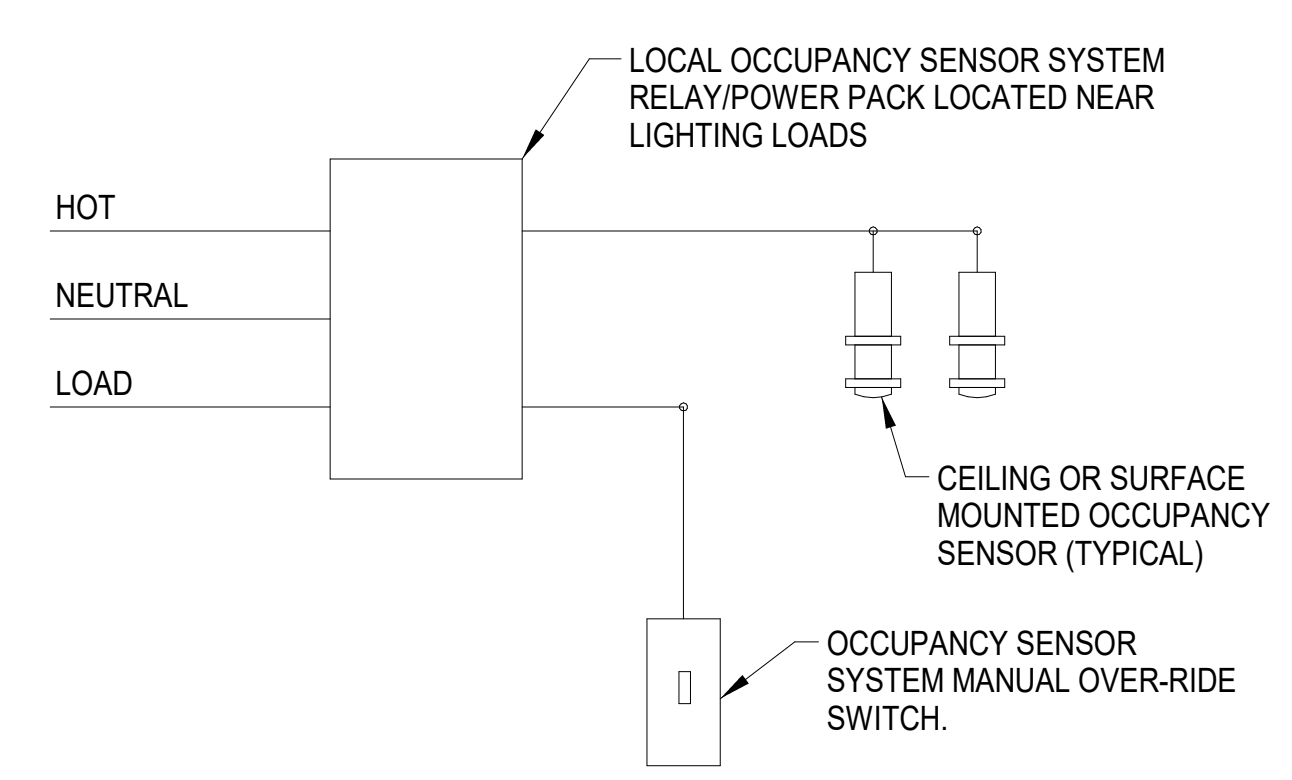 LOCAL OCCUPANCY SENSOR SYSTEM
RELAY/POWER PACK LOCATED NEAR
LIGHTING LOADS
HOT
NEUTRAL
LOAD
CEILING OR SURFACE
MOUNTED OCCUPANCY
SENSOR (TYPICAL)
OCCUPANCY SENSOR
SYSTEM MANUAL OVER-RIDE
SWITCH.